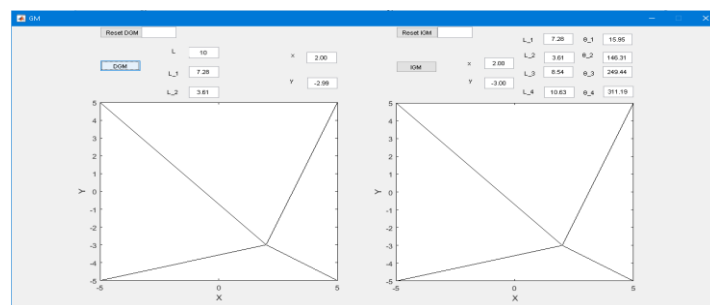 GM
Reset DGM
Reset IGM
L 10
DGM
L_1 7.28
L_2 3.61
x 2.00
y -2.99
IGM
x 2.00
y -3.00
L_1 7.28 θ_1 15.95
L_2 3.61 θ_2 146.31
L_3 8.54 θ_3 249.44
L_4 10.63 θ_4 311.19
5
4
3
2
1
0
-1
-2
-3
-4
-5
Y
-5 0 5
X
5
4
3
2
1
0
-1
-2
-3
-4
-5
Y
-5 0 5
X